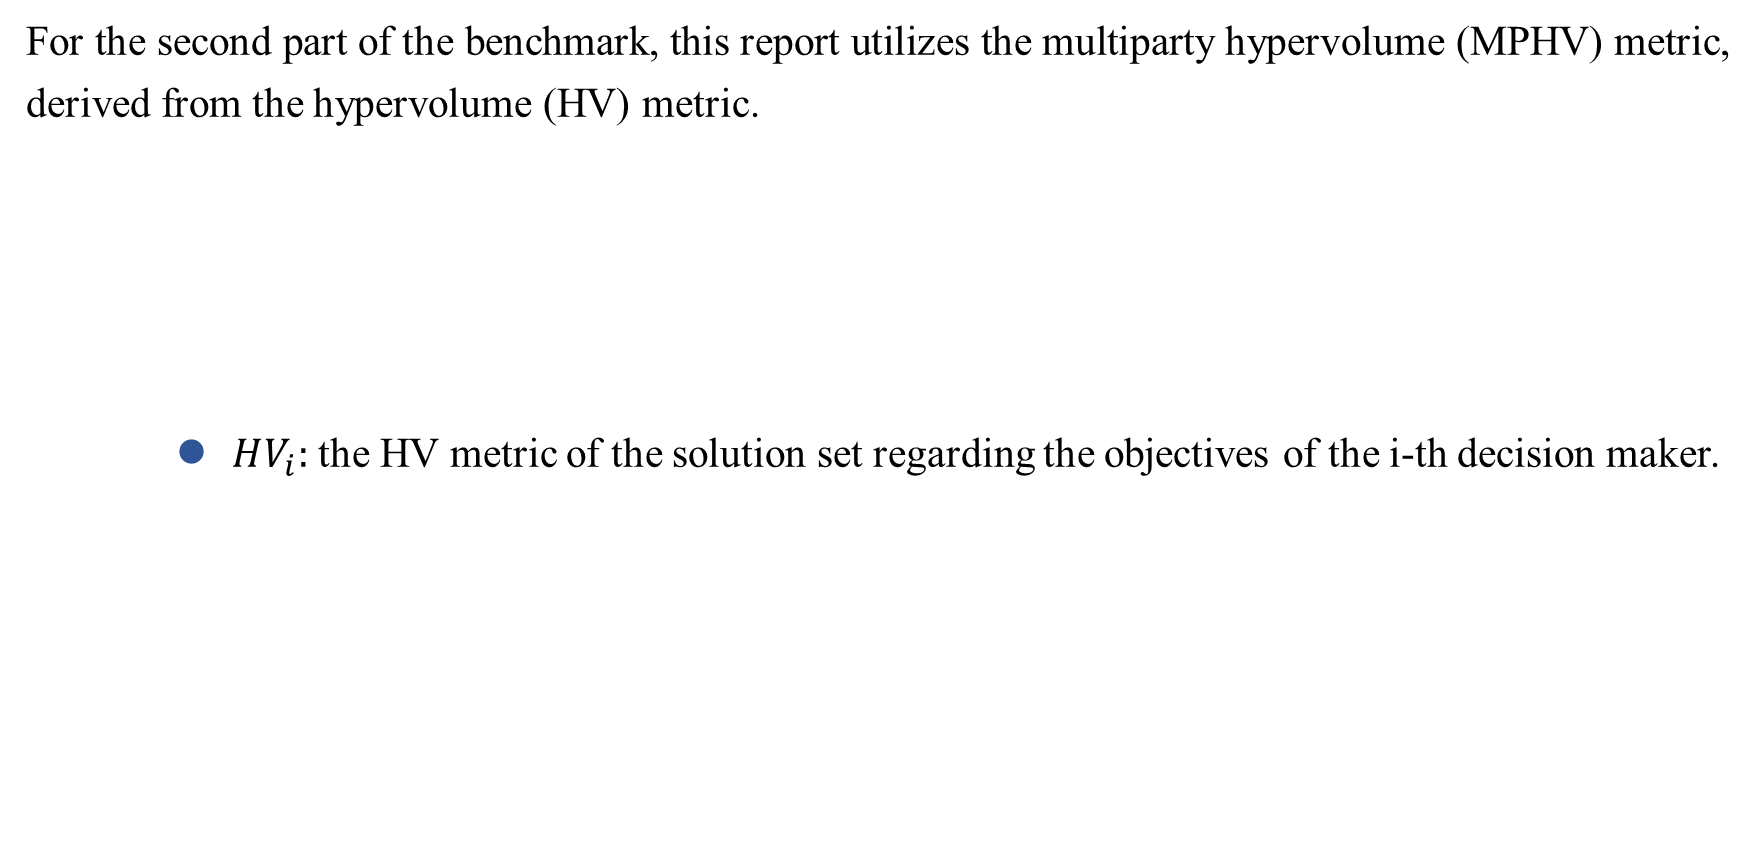 For the second part of the benchmark, this report utilizes the multiparty hypervolume (MPHV) metric,
derived from the hypervolume (HV) metric.
● HVᵢ: the HV metric of the solution set regarding the objectives of the i-th decision maker.